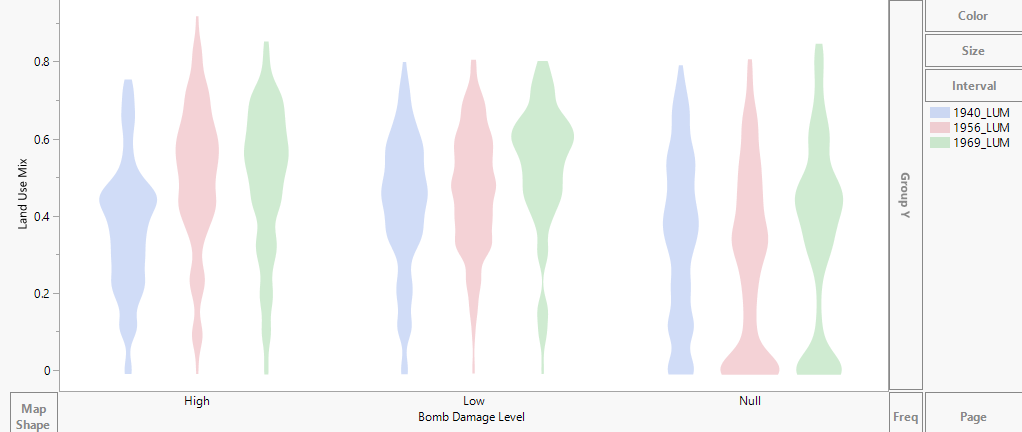 Color
Size
Interval
1940_LUM
1956_LUM
1969_LUM
Group Y
Land Use Mix
0.8
0.6
0.4
0.2
0
High
Low
Null
Bomb Damage Level
Map
Shape
Freq
Page